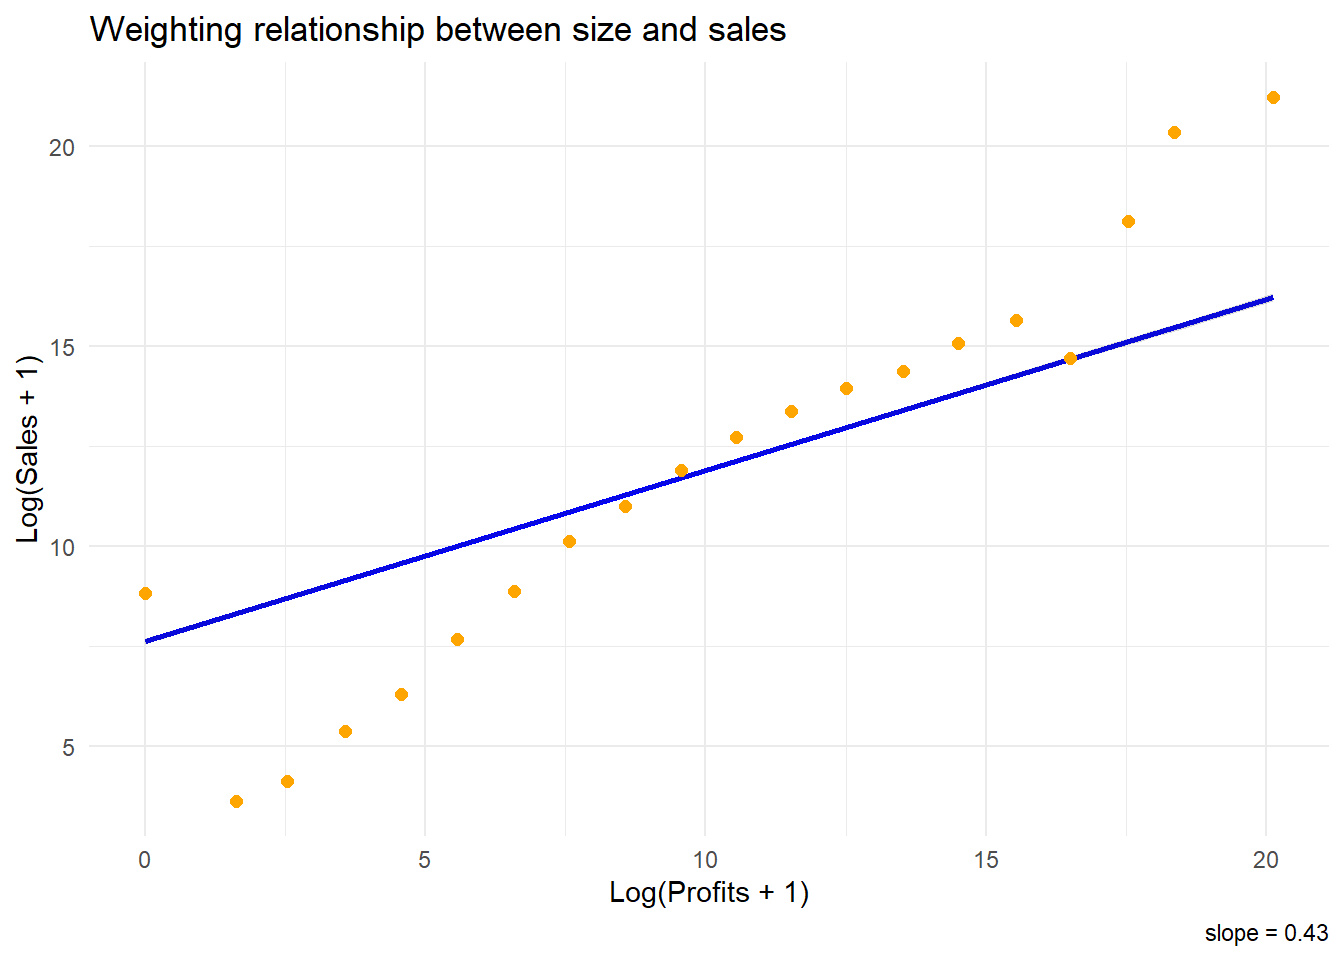 Weighting relationship between size and sales
Log(Sales + 1)
20
15
10
5
0 5 10 15 20
Log(Profits + 1)
slope = 0.43